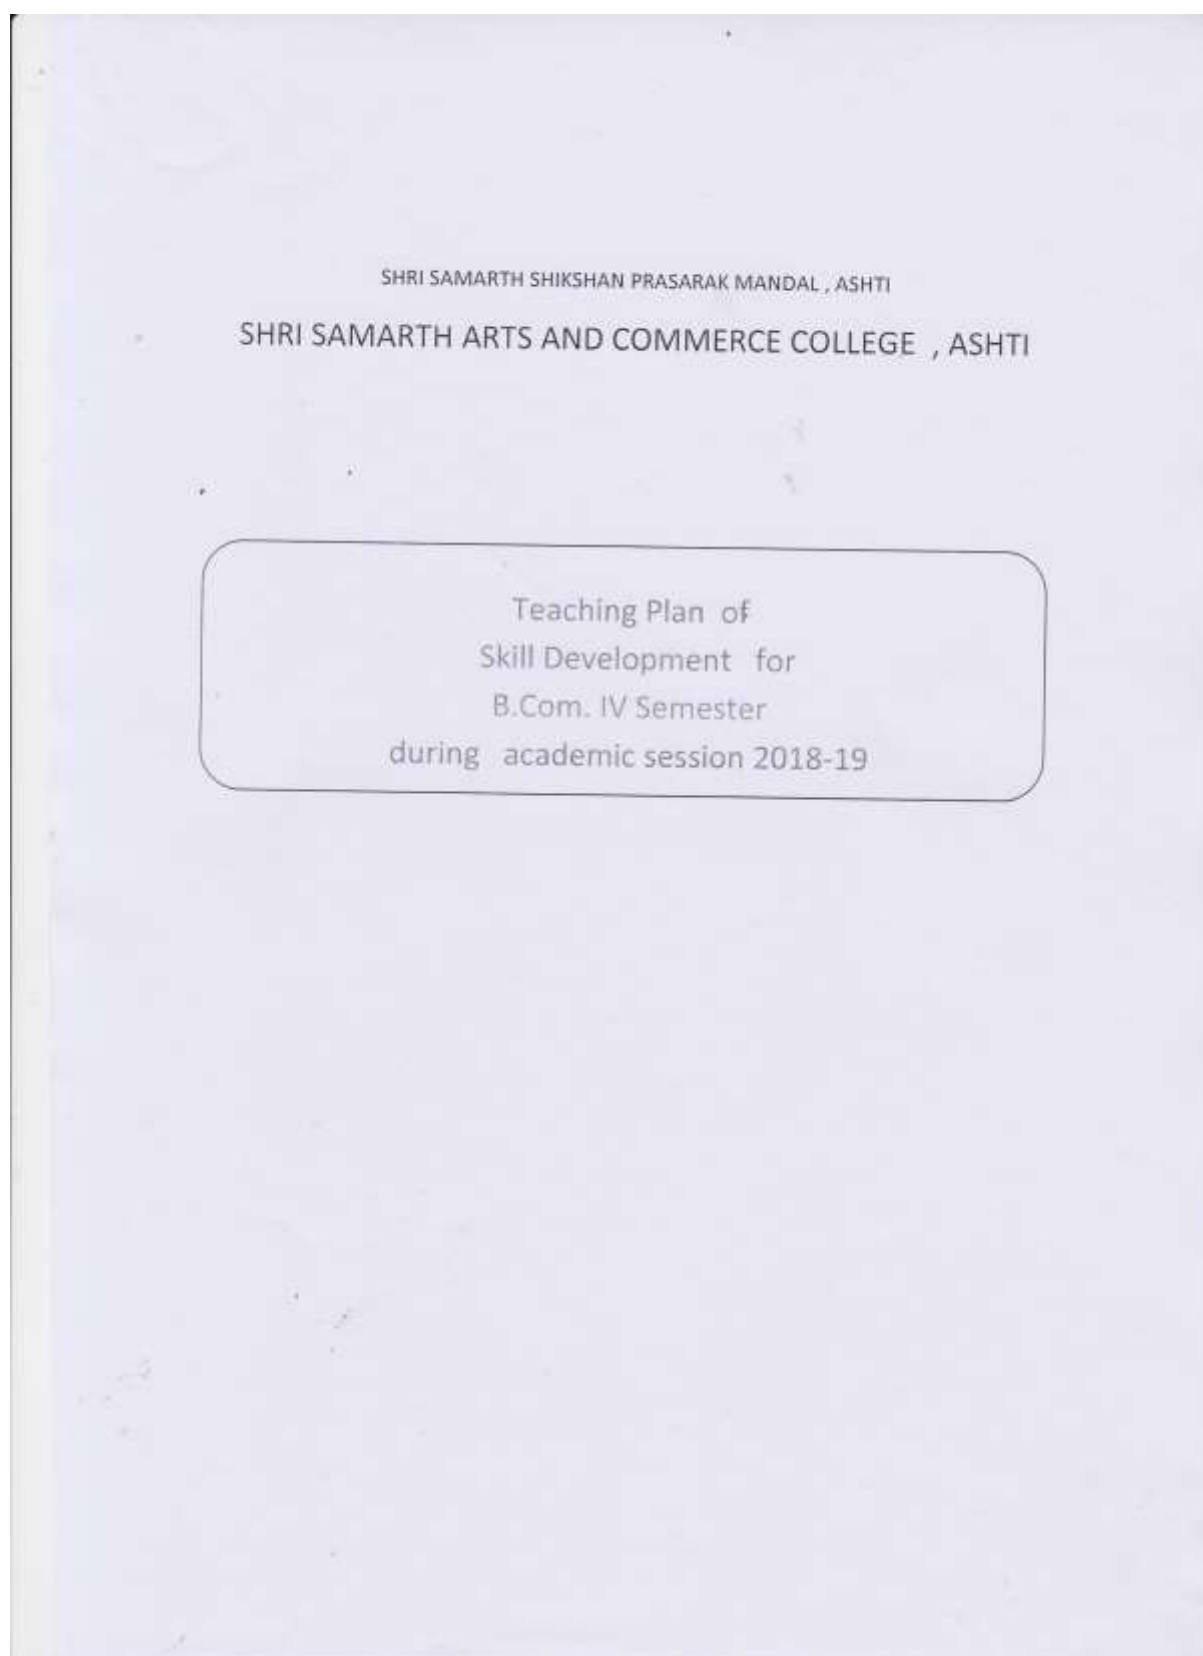 SHRI SAMARTH SHIKSHAN PRASARAK MANDAL , ASHTI
SHRI SAMARTH ARTS AND COMMERCE COLLEGE , ASHTI
Teaching Plan of
Skill Development for
B.Com. IV Semester
during academic session 2018-19